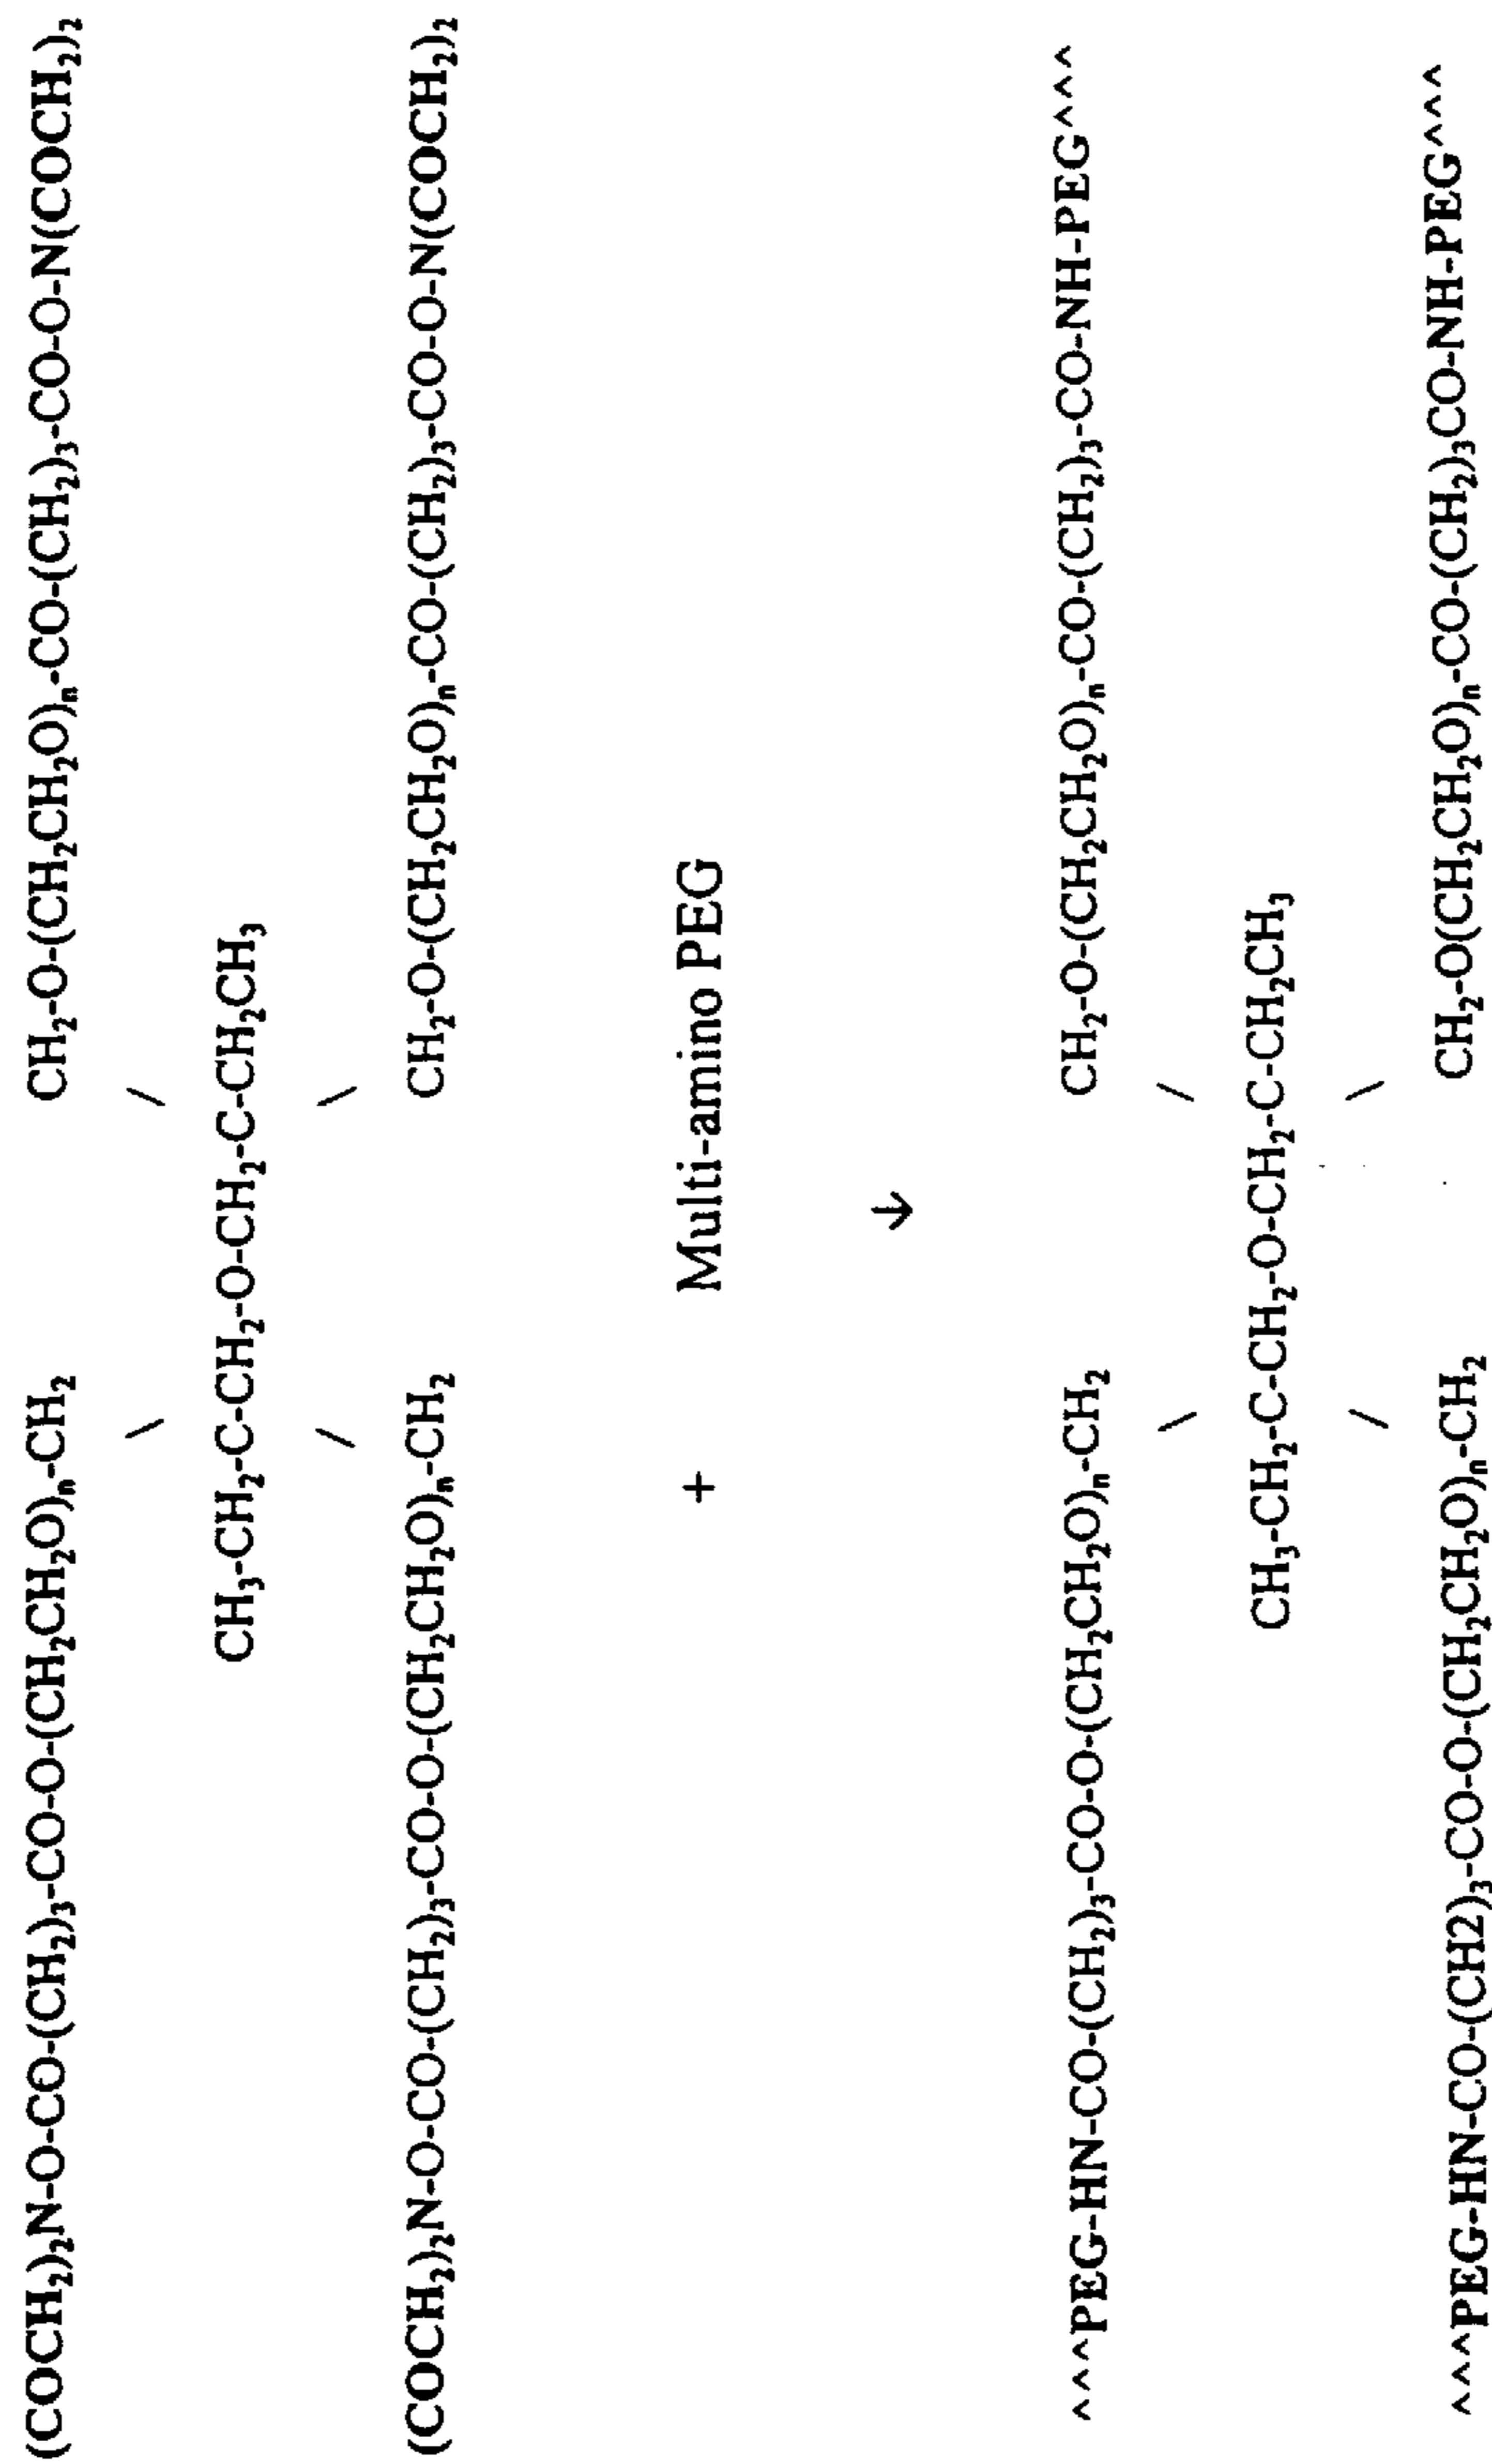 (COCH₂)₂N-O-CO-(CH₂)₃-CO-O-(CH₂CH₂O)ₙ-CH₂ CH₂-O-(CH₂CH₂O)ₙ-CO-(CH₂)₃-CO-O-N(COCH₂)₂
\ /
CH₃-CH₂-C-CH₂-O-CH₂-C-CH₂CH₃
/ \
(COCH₂)₂N-O-CO-(CH₂)₃-CO-O-(CH₂CH₂O)ₙ-CH₂ CH₂-O-(CH₂CH₂O)ₙ-CO-(CH₂)₃-CO-O-N(COCH₂)₂
+ Multi-amino PEG
↓
^^^PEG-HN-CO-(CH₂)₃-CO-O-(CH₂CH₂O)ₙ-CH₂ CH₂-O-(CH₂CH₂O)ₙ-CO-(CH₂)₃-CO-NH-PEG^^^
\ /
CH₃-CH₂-C-CH₂-O-CH₂-C-CH₂CH₃
/ \
^^^PEG-HN-CO-(CH2)₃-CO-O-(CH₂CH₂O)ₙ-CH₂ CH₂-O(CH₂CH₂O)ₙ-CO-(CH₂)₃CO-NH-PEG^^^